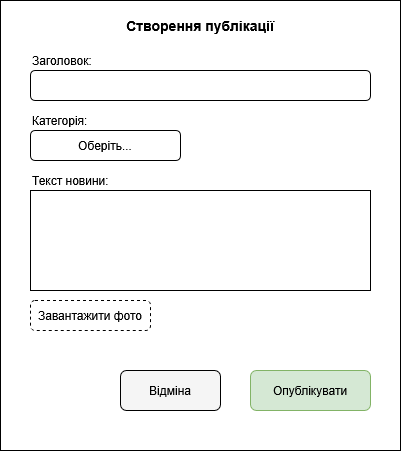 Створення публікації
Заголовок:
Категорія:
Оберіть...
Текст новини:
Завантажити фото
Відміна
Опублікувати